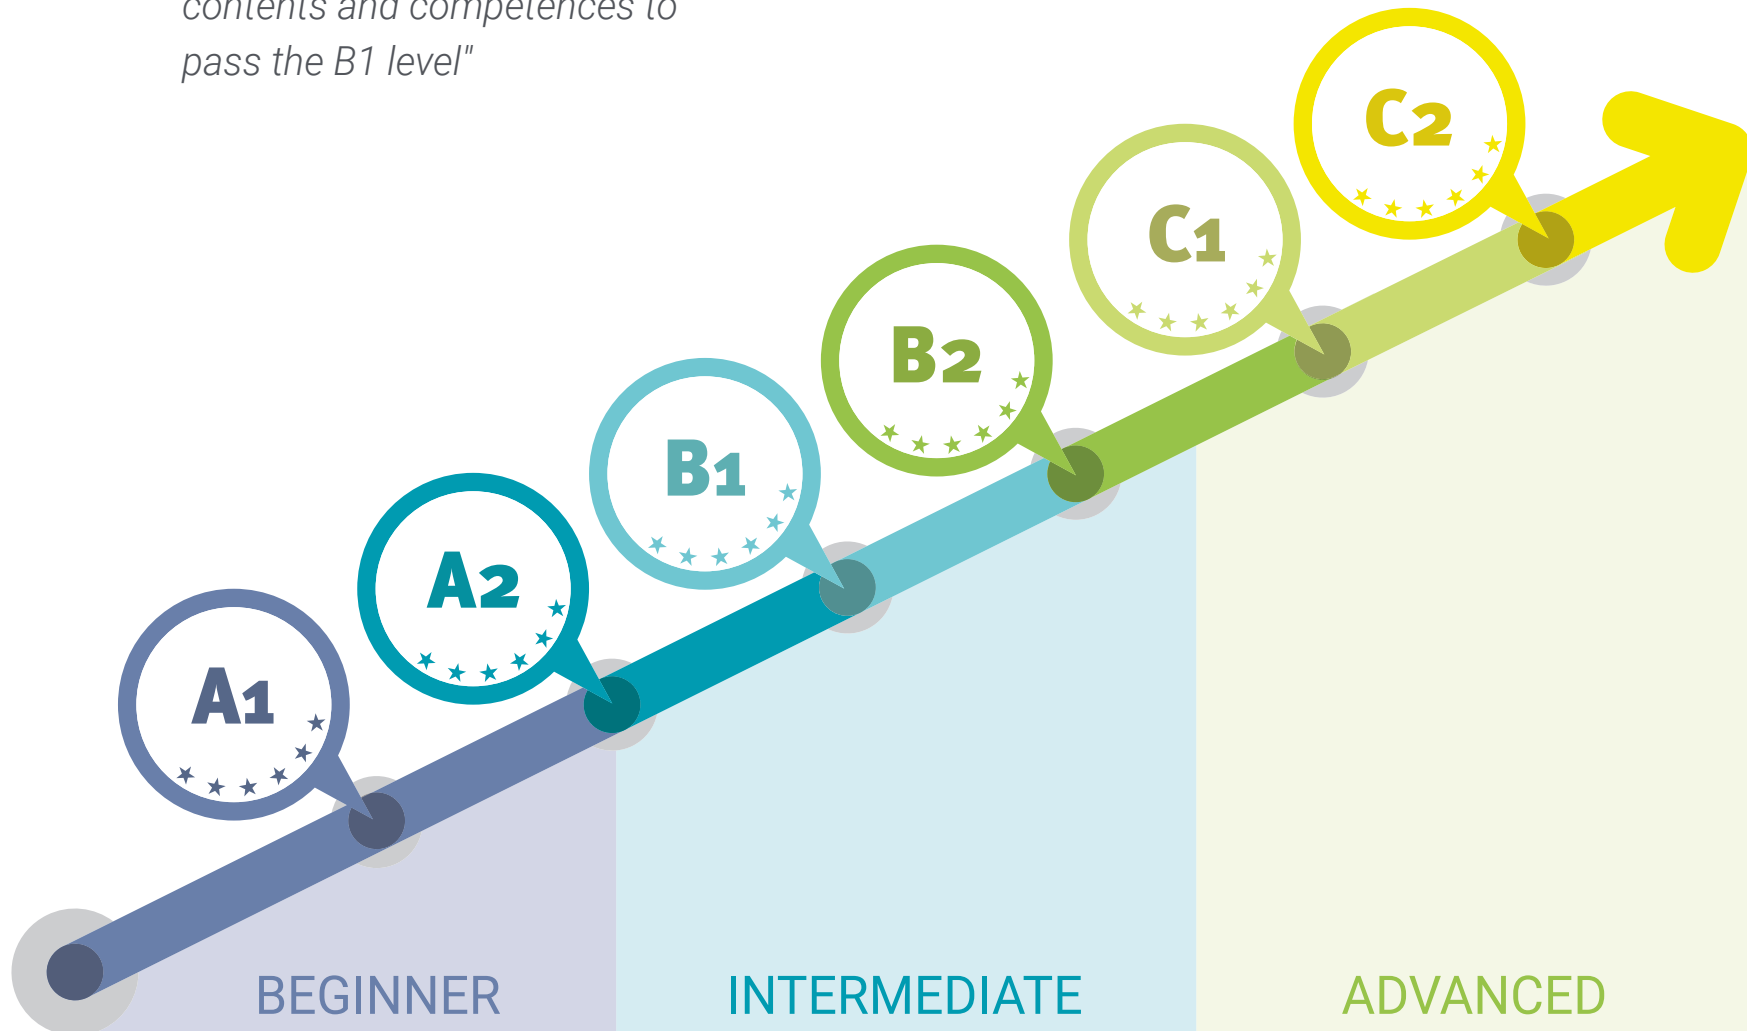 contents and competences to
pass the B1 level"
C2
C1
B2
B1
A2
A1
BEGINNER INTERMEDIATE ADVANCED